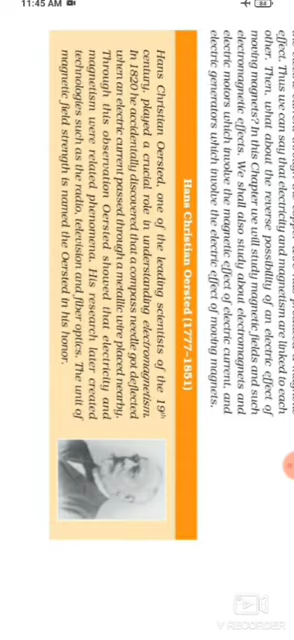 11:45 AM
84
effect. Thus we can say that electricity and magnetism are linked to each
other. Then, what about the reverse possibility of an electric effect of
moving magnets? In this Chapter we will study magnetic fields and such
electromagnetic effects. We shall also study about electromagnets and
electric motors which involve the magnetic effect of electric current, and
electric generators which involve the electric effect of moving magnets.
Hans Christian Oersted (1777–1851)
Hans Christian Oersted, one of the leading scientists of the 19th
century, played a crucial role in understanding electromagnetism.
In 1820 he accidentally discovered that a compass needle got deflected
when an electric current passed through a metallic wire placed nearby.
Through this observation Oersted showed that electricity and
magnetism were related phenomena. His research later created
technologies such as the radio, television and fiber optics. The unit of
magnetic field strength is named the Oersted in his honor.
V RECORDER